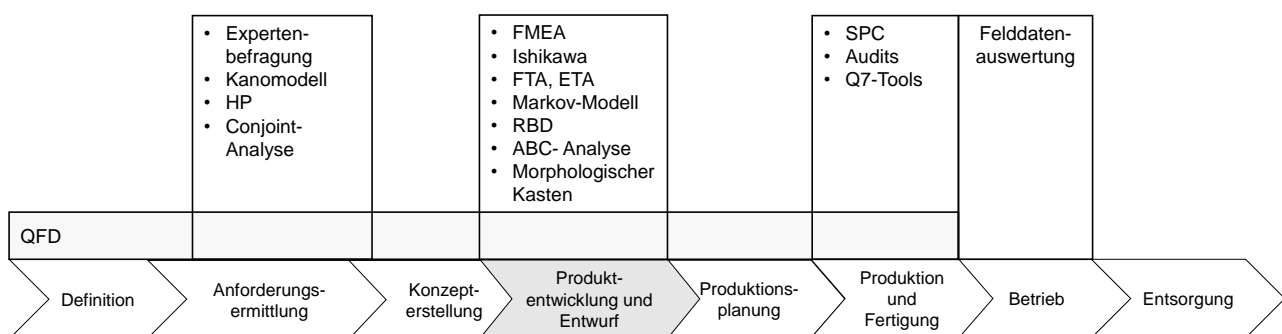 • Experten-
befragung
• Kanomodell
• HP
• Conjoint-
Analyse
• FMEA
• Ishikawa
• FTA, ETA
• Markov-Modell
• RBD
• ABC- Analyse
• Morphologischer
Kasten
• SPC
• Audits
• Q7-Tools
Felddaten-
auswertung
QFD
Definition
Anforderungs-
ermittlung
Konzept-
erstellung
Produkt-
entwicklung und
Entwurf
Produktions-
planung
Produktion
und
Fertigung
Betrieb
Entsorgung